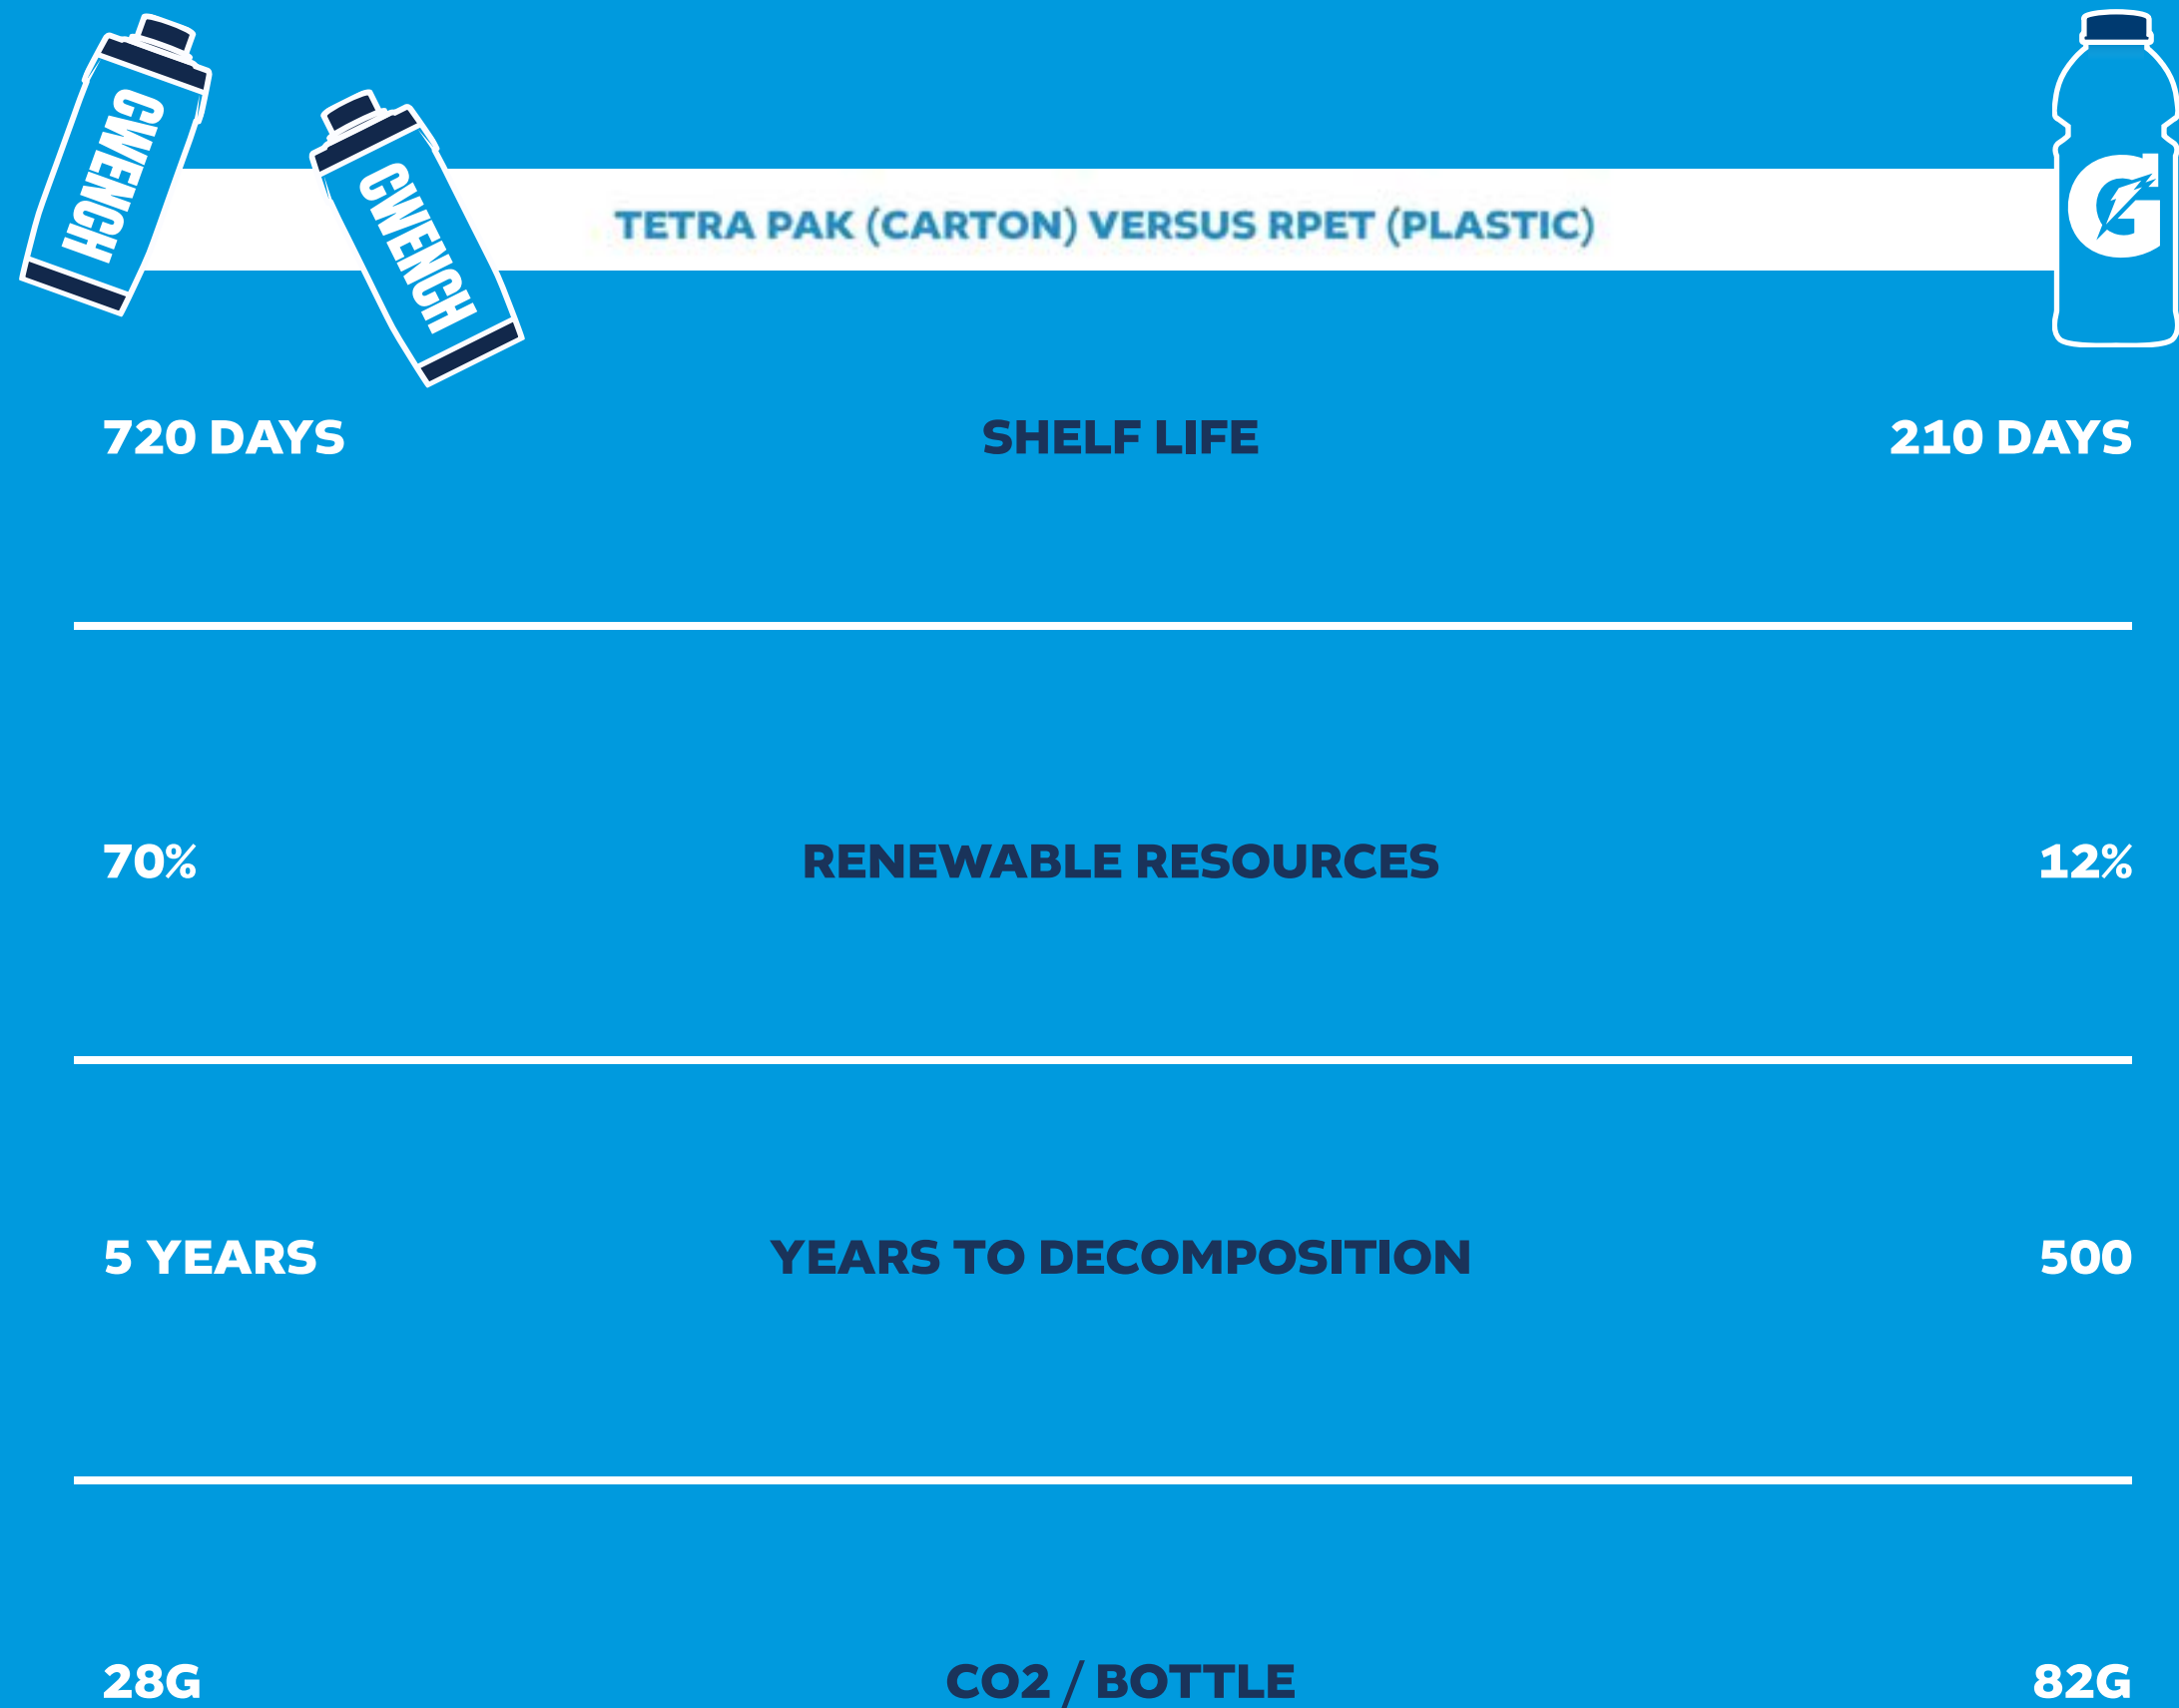 CWENCH
CWENCH
G
TETRA PAK (CARTON) VERSUS RPET (PLASTIC)
720 DAYS SHELF LIFE 210 DAYS
70% RENEWABLE RESOURCES 12%
5 YEARS YEARS TO DECOMPOSITION 500
28G CO2 / BOTTLE 82G